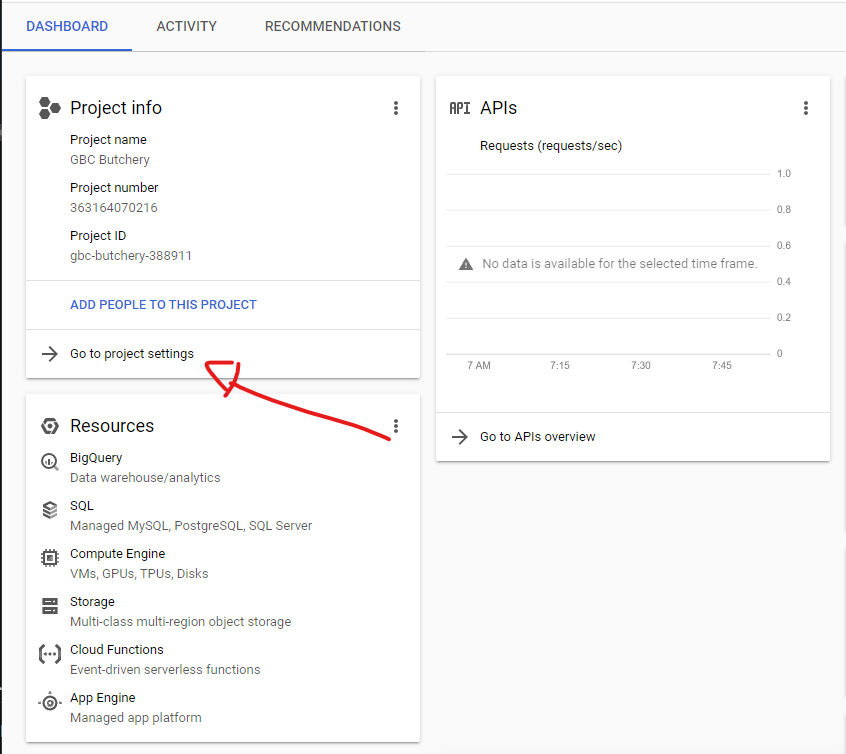 DASHBOARD ACTIVITY RECOMMENDATIONS
Project info
Project name
GBC Butchery
Project number
363164070216
Project ID
gbc-butchery-388911
ADD PEOPLE TO THIS PROJECT
Go to project settings
Resources
BigQuery
Data warehouse/analytics
SQL
Managed MySQL, PostgreSQL, SQL Server
Compute Engine
VMs, GPUs, TPUs, Disks
Storage
Multi-class multi-region object storage
Cloud Functions
Event-driven serverless functions
App Engine
Managed app platform
API APIs
Requests (requests/sec)
1.0
0.8
0.6
No data is available for the selected time frame.
0.4
0.2
0
7 AM 7:15 7:30 7:45
Go to APIs overview